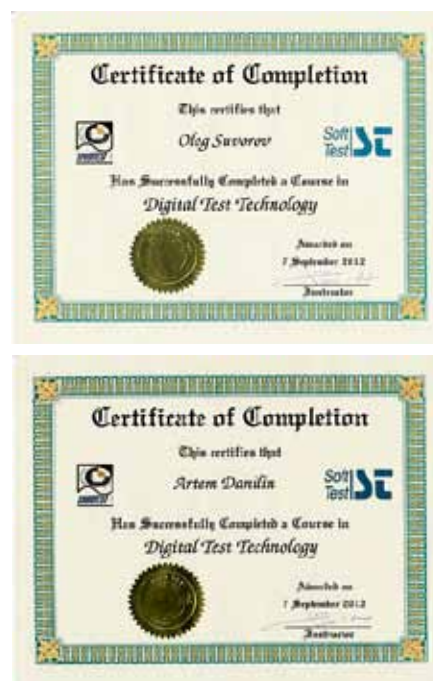 Certificate of Completion
This certifies that
Oleg Suvorov
Soft
Test ST
Has Successfully Completed a Course in
Digital Test Technology
Awarded on
7 September 2012
Instructor
Certificate of Completion
This certifies that
Artem Danilin
Soft
Test ST
Has Successfully Completed a Course in
Digital Test Technology
Awarded on
7 September 2012
Instructor